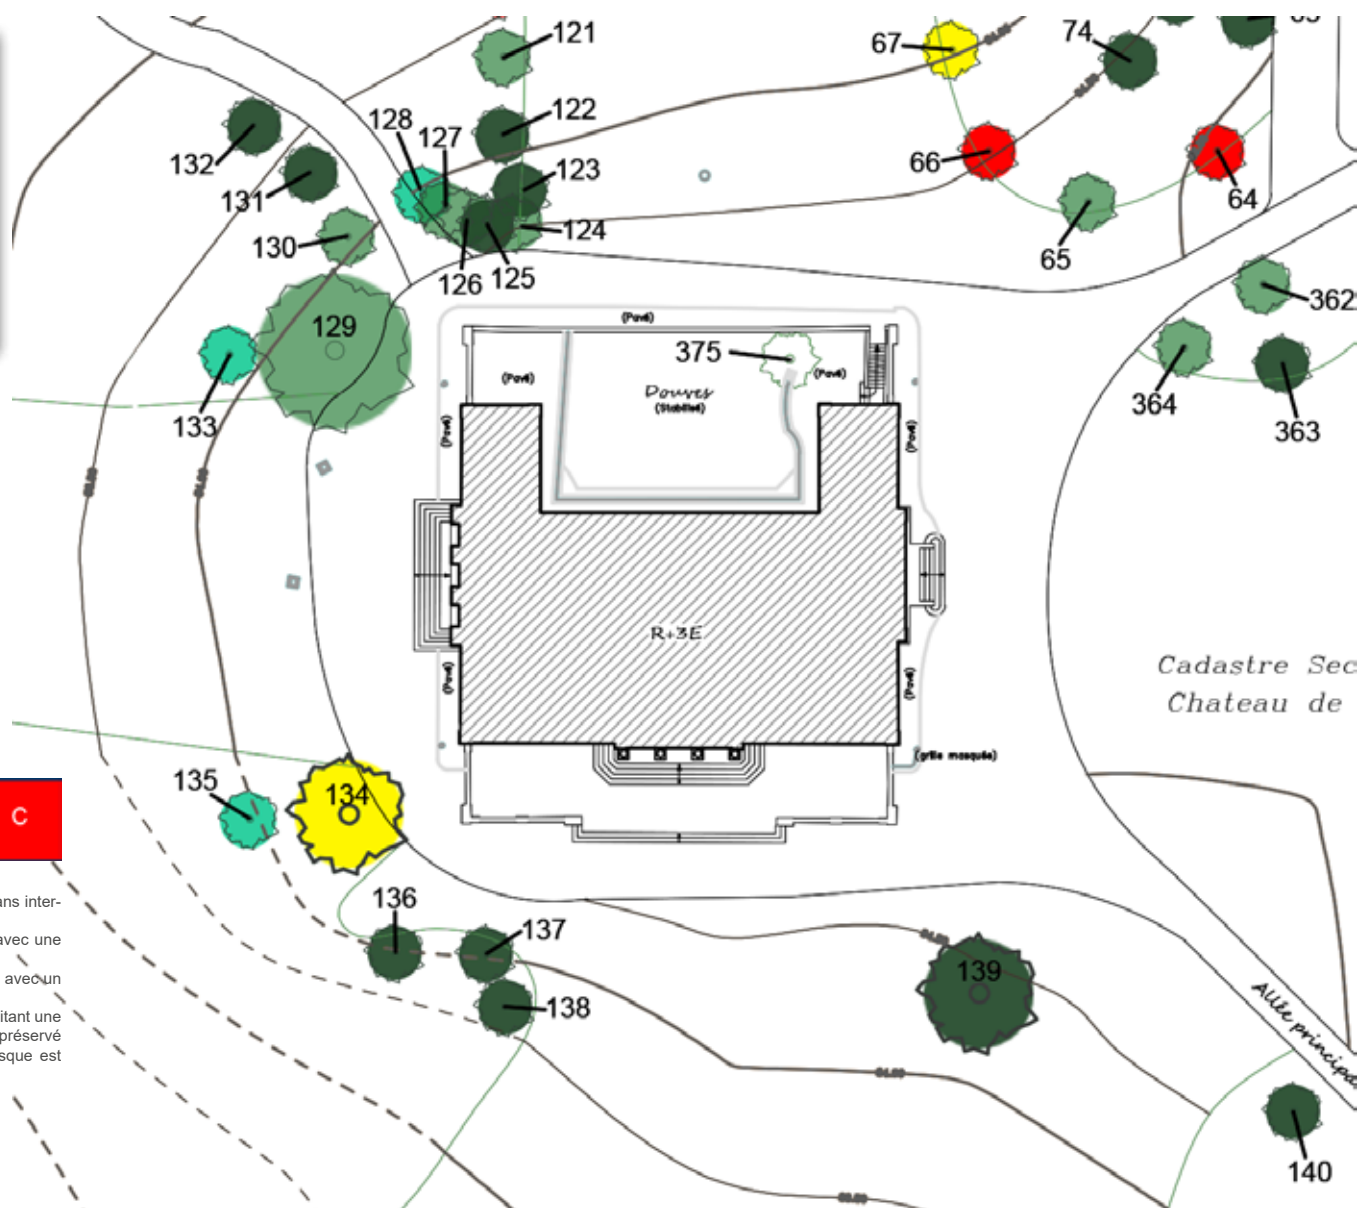 121
67
74
122
128
127
132
66
123
131
64
124
130
65
126
125
362
129
(Pavé)
375
(Pavé)
Douves
(Stabilisé)
(Pavé)
364
133
363
(Pavé)
(Pavé)
R+3E
Cadastre Sec
Chateau de
(Pavé)
(Pavé)
(grille masquée)
135
134
C
ans inter-
136
137
avec une
139
avec un
138
itant une
préservé
sque est
Allée principa
140